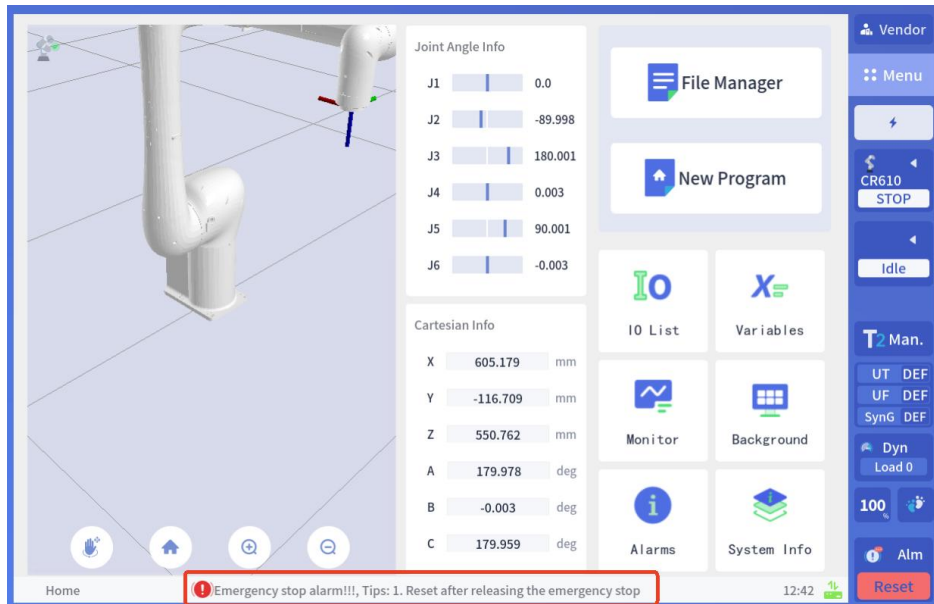 Joint Angle Info
J1 0.0
J2 -89.998
J3 180.001
J4 0.003
J5 90.001
J6 -0.003
Cartesian Info
X 605.179 mm
Y -116.709 mm
Z 550.762 mm
A 179.978 deg
B -0.003 deg
C 179.959 deg
File Manager
New Program
IO
IO List
X=
Variables
Monitor
Background
Alarms
System Info
Vendor
Menu
CR610
STOP
Idle
T2 Man.
UT DEF
UF DEF
SynG DEF
Dyn
Load 0
100 %
Alm
Reset
Home
Emergency stop alarm!!!, Tips: 1. Reset after releasing the emergency stop
12:42